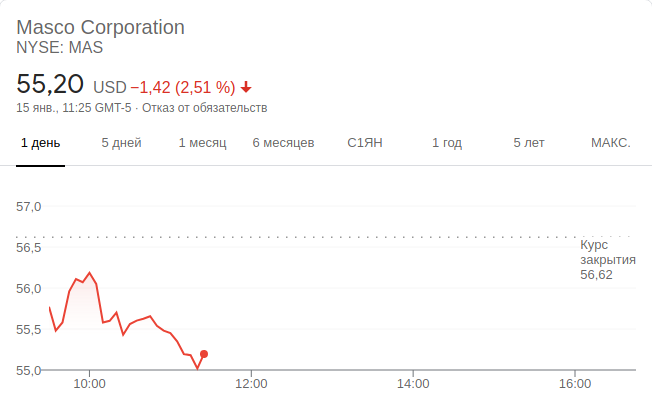 Masco Corporation
NYSE: MAS
55,20 USD −1,42 (2,51 %)
15 янв., 11:25 GMT-5 · Отказ от обязательств
1 день 5 дней 1 месяц 6 месяцев С1ЯН 1 год 5 лет МАКС.
57,0
56,5
Курс
закрытия
56,62
56,0
55,5
55,0
10:00 12:00 14:00 16:00